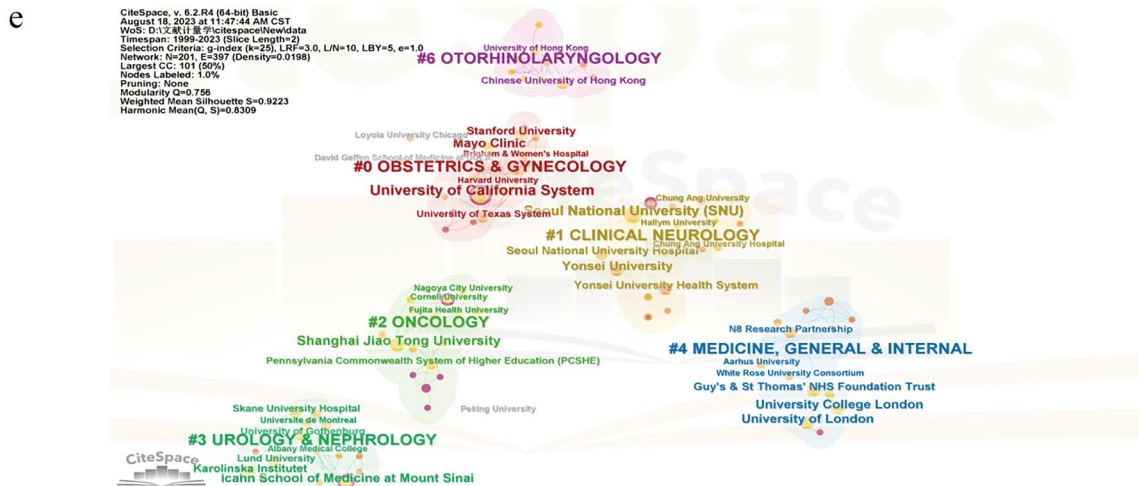 e
CiteSpace, v. 6.2.R4 (64-bit) Basic
August 18, 2023 at 11:47:44 AM CST
WoS: D:\文献计量学\citespace\New\data
Timespan: 1999-2023 (Slice Length=2)
Selection Criteria: g-index (k=25), LRF=3.0, L/N=10, LBY=5, e=1.0
Network: N=201, E=397 (Density=0.0198)
Largest CC: 101 (50%)
Nodes Labeled: 1.0%
Pruning: None
Modularity Q=0.756
Weighted Mean Silhouette S=0.9223
Harmonic Mean(Q, S)=0.8309
University of Hong Kong
#6 OTORHINOLARYNGOLOGY
Chinese University of Hong Kong
Stanford University
Loyola University Chicago
Mayo Clinic
Brigham & Women's Hospital
David Geffen School of Medicine at
#0 OBSTETRICS & GYNECOLOGY
Harvard University
University of California System
University of Texas System
Chung Ang University
Seoul National University (SNU)
Hallym University
#1 CLINICAL NEUROLOGY
Chung Ang University Hospital
Seoul National University Hospital
Yonsei University
Yonsei University Health System
Nagoya City University
Cornell University
Fujita Health University
#2 ONCOLOGY
Shanghai Jiao Tong University
Pennsylvania Commonwealth System of Higher Education (PCSHE)
Peking University
N8 Research Partnership
#4 MEDICINE, GENERAL & INTERNAL
Aarhus University
White Rose University Consortium
Guy's & St Thomas' NHS Foundation Trust
University College London
University of London
Skane University Hospital
Universite de Montreal
University of Gothenburg
#3 UROLOGY & NEPHROLOGY
Albany Medical College
Lund University
Karolinska Institutet
Icahn School of Medicine at Mount Sinai
CiteSpace
CiteSpace